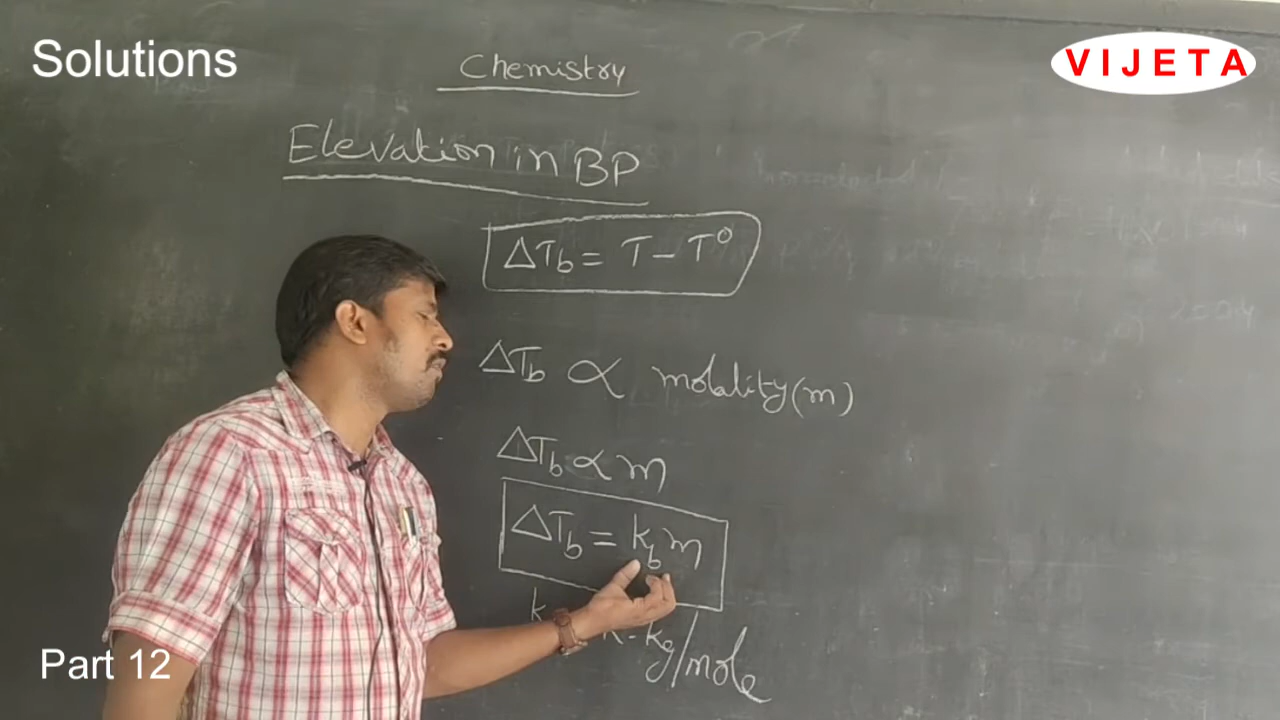 Solutions
VIJETA
Chemistry
Elevation in BP
ΔTb = T - T°
ΔTb ∝ molality (m)
ΔTb ∝ m
ΔTb = kb m
k K - kg/mole
Part 12